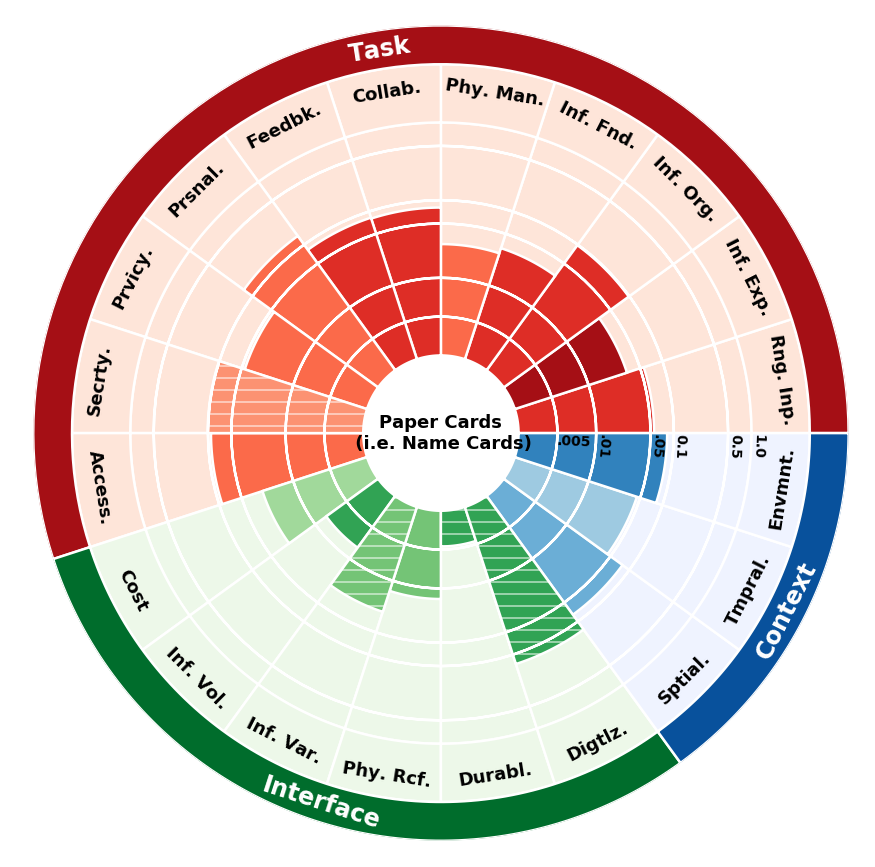 Task
Collab.
Phy. Man.
Inf. Fnd.
Inf. Org.
Inf. Exp.
Rng. Inp.
Feedbk.
Prsnal.
Prvicy.
Secrty.
Access.
Paper Cards
(i.e. Name Cards)
.005
.01
.05
0.1
0.5
1.0
Envmnt.
Tmpral.
Sptial.
Context
Cost
Inf. Vol.
Inf. Var.
Phy. Rcf.
Durabl.
Digtlz.
Interface